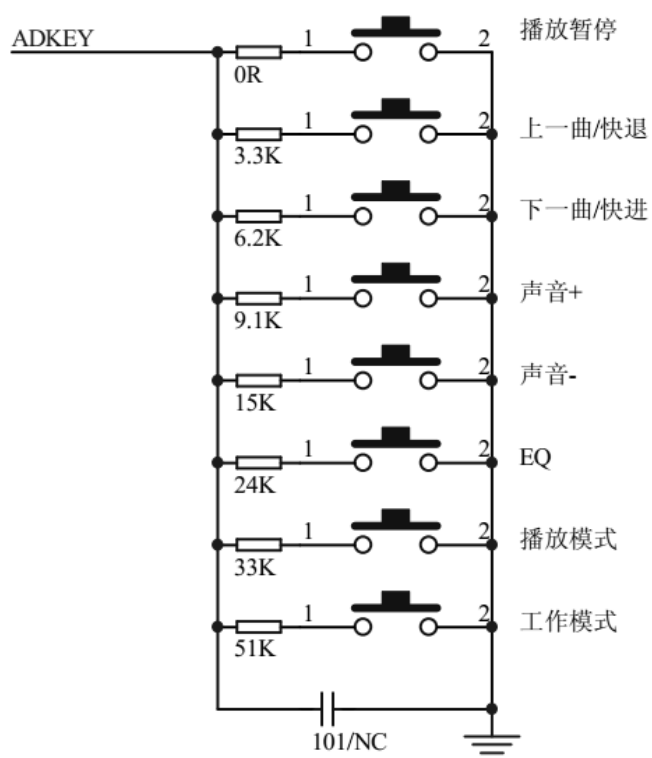 ADKEY 1 2 播放暂停
0R
1 2 上一曲/快退
3.3K
1 2 下一曲/快进
6.2K
1 2 声音+
9.1K
1 2 声音-
15K
1 2 EQ
24K
1 2 播放模式
33K
1 2 工作模式
51K
101/NC